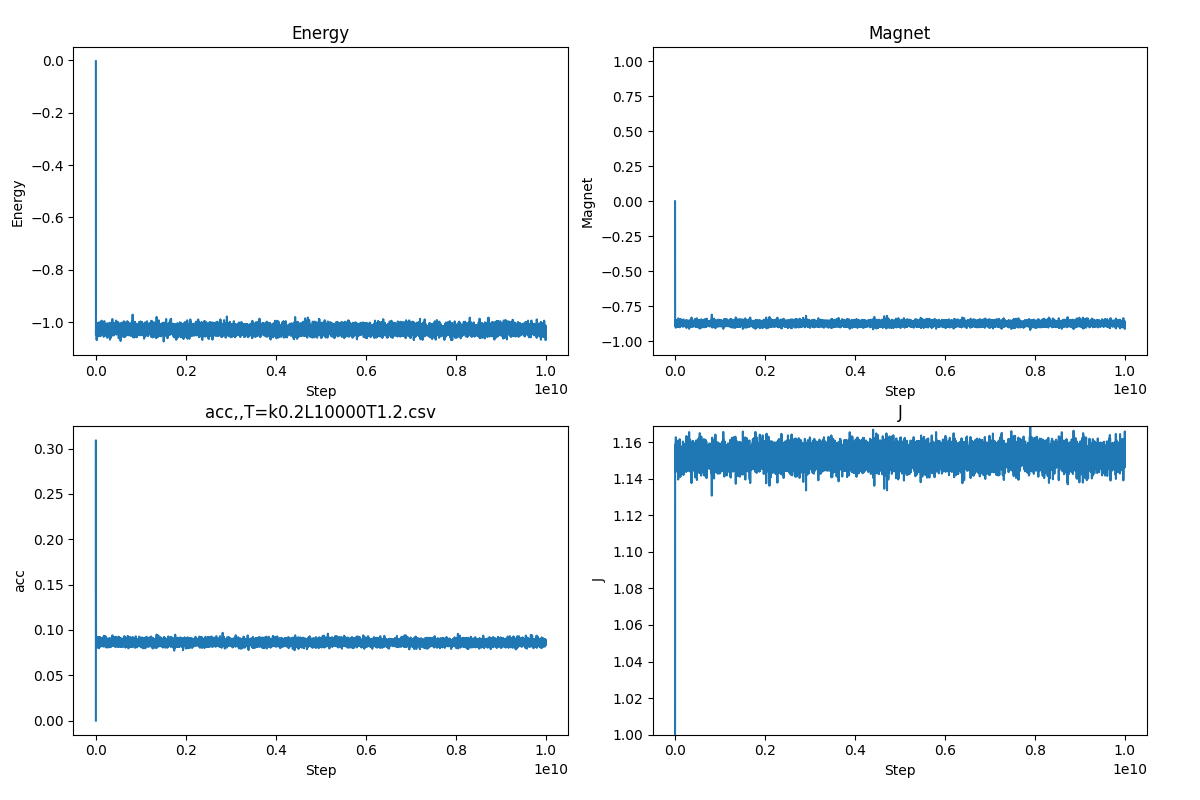 Energy
Energy
0.0
−0.2
−0.4
−0.6
−0.8
−1.0
0.0 0.2 0.4 0.6 0.8 1.0
1e10
Step
Magnet
Magnet
1.00
0.75
0.50
0.25
0.00
−0.25
−0.50
−0.75
−1.00
0.0 0.2 0.4 0.6 0.8 1.0
1e10
Step
acc,,T=k0.2L10000T1.2.csv
acc
0.30
0.25
0.20
0.15
0.10
0.05
0.00
0.0 0.2 0.4 0.6 0.8 1.0
1e10
Step
J
J
1.16
1.14
1.12
1.10
1.08
1.06
1.04
1.02
1.00
0.0 0.2 0.4 0.6 0.8 1.0
1e10
Step